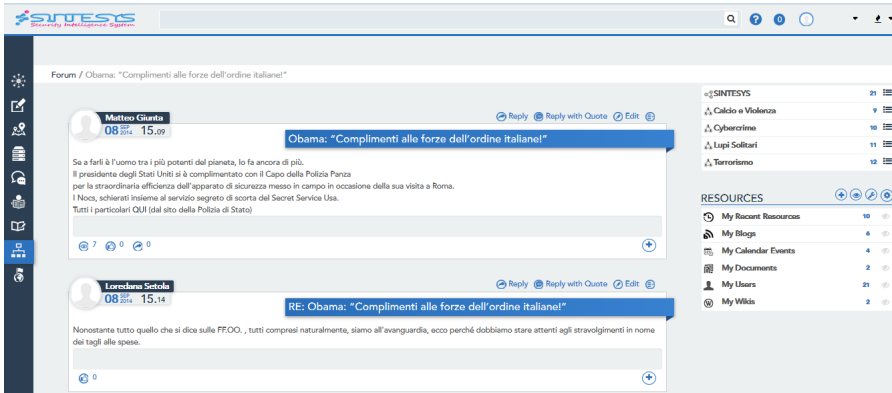 SINTESYS
Security Intelligence System
? 0
Forum / Obama: “Complimenti alle forze dell’ordine italiane!”
Matteo Giunta
Reply Reply with Quote Edit
08 SEP 2014 15.09
Obama: “Complimenti alle forze dell’ordine italiane!”
Se a farli è l'uomo tra i più potenti del pianeta, lo fa ancora di più.
Il presidente degli Stati Uniti si è complimentato con il Capo della Polizia Panza
per la straordinaria efficienza dell'apparato di sicurezza messo in campo in occasione della sua visita a Roma.
I Nocs, schierati insieme al servizio segreto di scorta del Secret Service Usa.
Tutti i particolari QUI (dal sito della Polizia di Stato)
7 0 0
Loredana Setola
Reply Reply with Quote Edit
08 SEP 2014 15.14
RE: Obama: “Complimenti alle forze dell’ordine italiane!”
Nonostante tutto quello che si dice sulle FF.OO. , tutti compresi naturalmente, siamo all'avanguardia, ecco perché dobbiamo stare attenti agli stravolgimenti in nome
dei tagli alle spese.
0
SINTESYS 21
Calcio e Violenza 9
Cybercrime 10
Lupi Solitari 11
Terrorismo 12
RESOURCES
My Recent Resources 10
My Blogs 6
My Calendar Events 4
My Documents 2
My Users 21
My Wikis 2